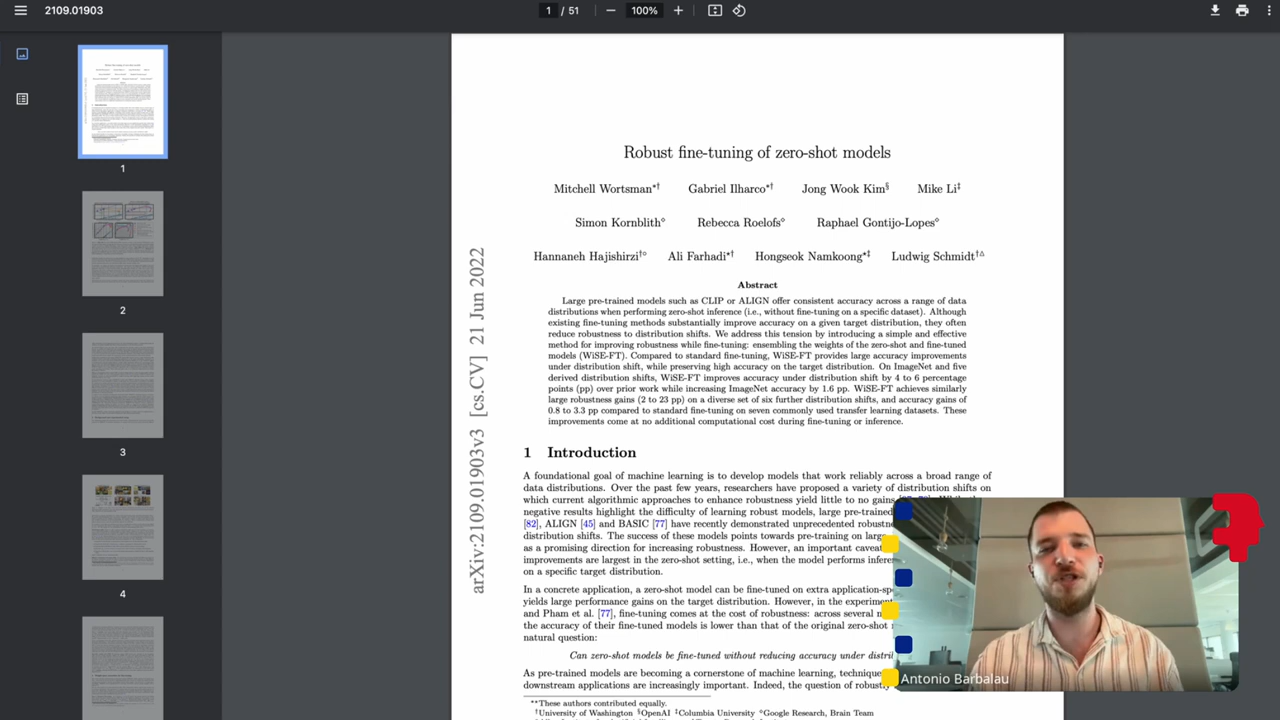 2109.01903
1 / 51
100%
1
2
3
4
arXiv:2109.01903v3 [cs.CV] 21 Jun 2022
Robust fine-tuning of zero-shot models
Mitchell Wortsman*† Gabriel Ilharco*† Jong Wook Kim§ Mike Li‡
Simon Kornblith◇ Rebecca Roelofs◇ Raphael Gontijo-Lopes◇
Hannaneh Hajishirzi†○ Ali Farhadi*† Hongseok Namkoong*‡ Ludwig Schmidt†△
Abstract
Large pre-trained models such as CLIP or ALIGN offer consistent accuracy across a range of data
distributions when performing zero-shot inference (i.e., without fine-tuning on a specific dataset). Although
existing fine-tuning methods substantially improve accuracy on a given target distribution, they often
reduce robustness to distribution shifts. We address this tension by introducing a simple and effective
method for improving robustness while fine-tuning: ensembling the weights of the zero-shot and fine-tuned
models (WiSE-FT). Compared to standard fine-tuning, WiSE-FT provides large accuracy improvements
under distribution shift, while preserving high accuracy on the target distribution. On ImageNet and five
derived distribution shifts, WiSE-FT improves accuracy under distribution shift by 4 to 6 percentage
points (pp) over prior work while increasing ImageNet accuracy by 1.6 pp. WiSE-FT achieves similarly
large robustness gains (2 to 23 pp) on a diverse set of six further distribution shifts, and accuracy gains of
0.8 to 3.3 pp compared to standard fine-tuning on seven commonly used transfer learning datasets. These
improvements come at no additional computational cost during fine-tuning or inference.
1 Introduction
A foundational goal of machine learning is to develop models that work reliably across a broad range of
data distributions. Over the past few years, researchers have proposed a variety of distribution shifts on
which current algorithmic approaches to enhance robustness yield little to no gains
negative results highlight the difficulty of learning robust models, large pre-trained
[82], ALIGN [45] and BASIC [77] have recently demonstrated unprecedented robustne
distribution shifts. The success of these models points towards pre-training on larg
as a promising direction for increasing robustness. However, an important caveat
improvements are largest in the zero-shot setting, i.e., when the model performs infere
on a specific target distribution.
In a concrete application, a zero-shot model can be fine-tuned on extra application-sp
yields large performance gains on the target distribution. However, in the experiment
and Pham et al. [77], fine-tuning comes at the cost of robustness: across several n
the accuracy of their fine-tuned models is lower than that of the original zero-shot
natural question:
Can zero-shot models be fine-tuned without reducing accuracy under distri
As pre-trained models are becoming a cornerstone of machine learning, technique
downstream applications are increasingly important. Indeed, the question of robustly
*These authors contributed equally.
†University of Washington §OpenAI ‡Columbia University ◇Google Research, Brain Team
Antonio Barbalau